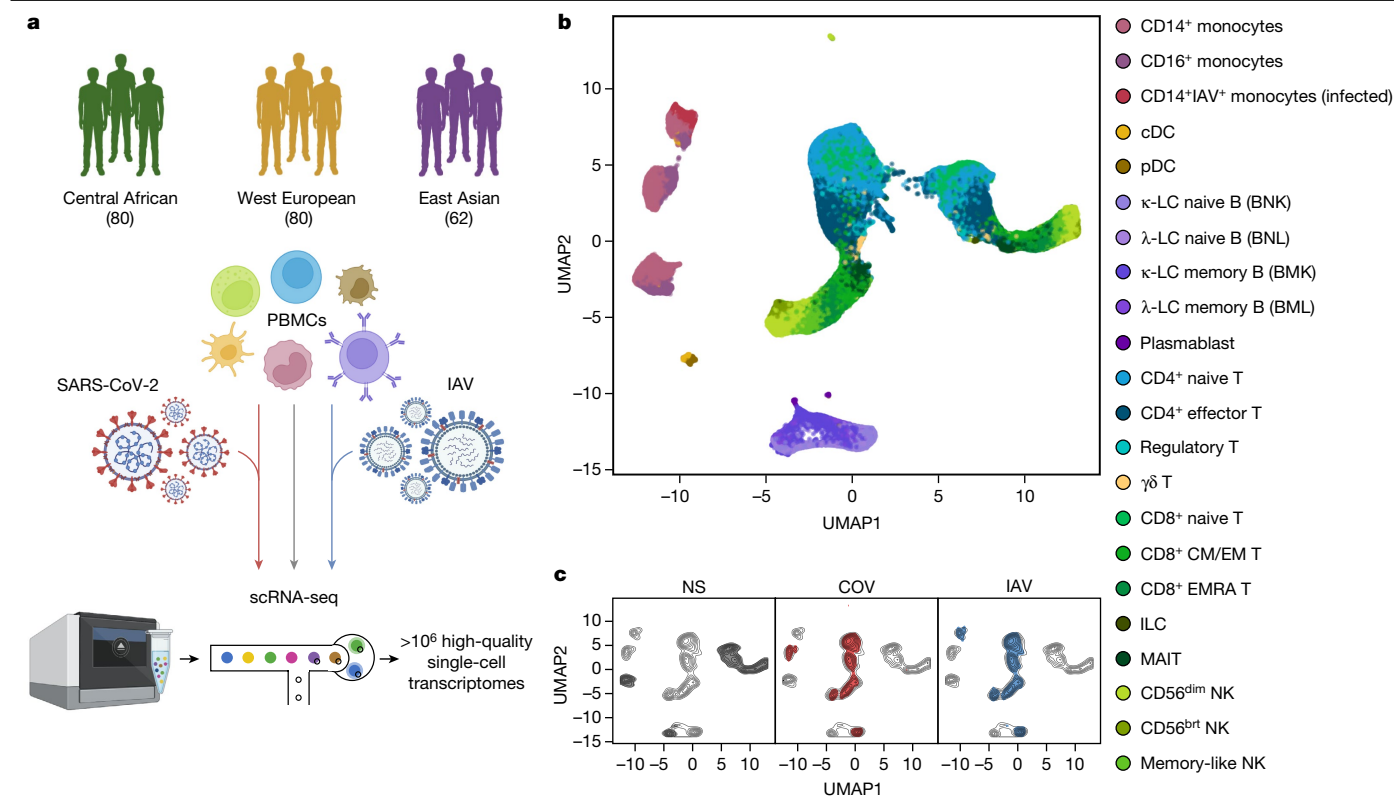 a
Central African
(80)
West European
(80)
East Asian
(62)
PBMCs
SARS-CoV-2
IAV
scRNA-seq
>10⁶ high-quality
single-cell
transcriptomes
b
UMAP2
10
5
0
−5
−10
−15
−10 −5 0 5 10
UMAP1
CD14⁺ monocytes
CD16⁺ monocytes
CD14⁺IAV⁺ monocytes (infected)
cDC
pDC
κ-LC naive B (BNK)
λ-LC naive B (BNL)
κ-LC memory B (BMK)
λ-LC memory B (BML)
Plasmablast
CD4⁺ naive T
CD4⁺ effector T
Regulatory T
γδ T
CD8⁺ naive T
CD8⁺ CM/EM T
CD8⁺ EMRA T
ILC
MAIT
CD56ᵈⁱᵐ NK
CD56ᵇʳᵗ NK
Memory-like NK
c
NS COV IAV
UMAP2
10
5
0
−5
−10
−15
−10 −5 0 5 10 −10 −5 0 5 10 −10 −5 0 5 10
UMAP1